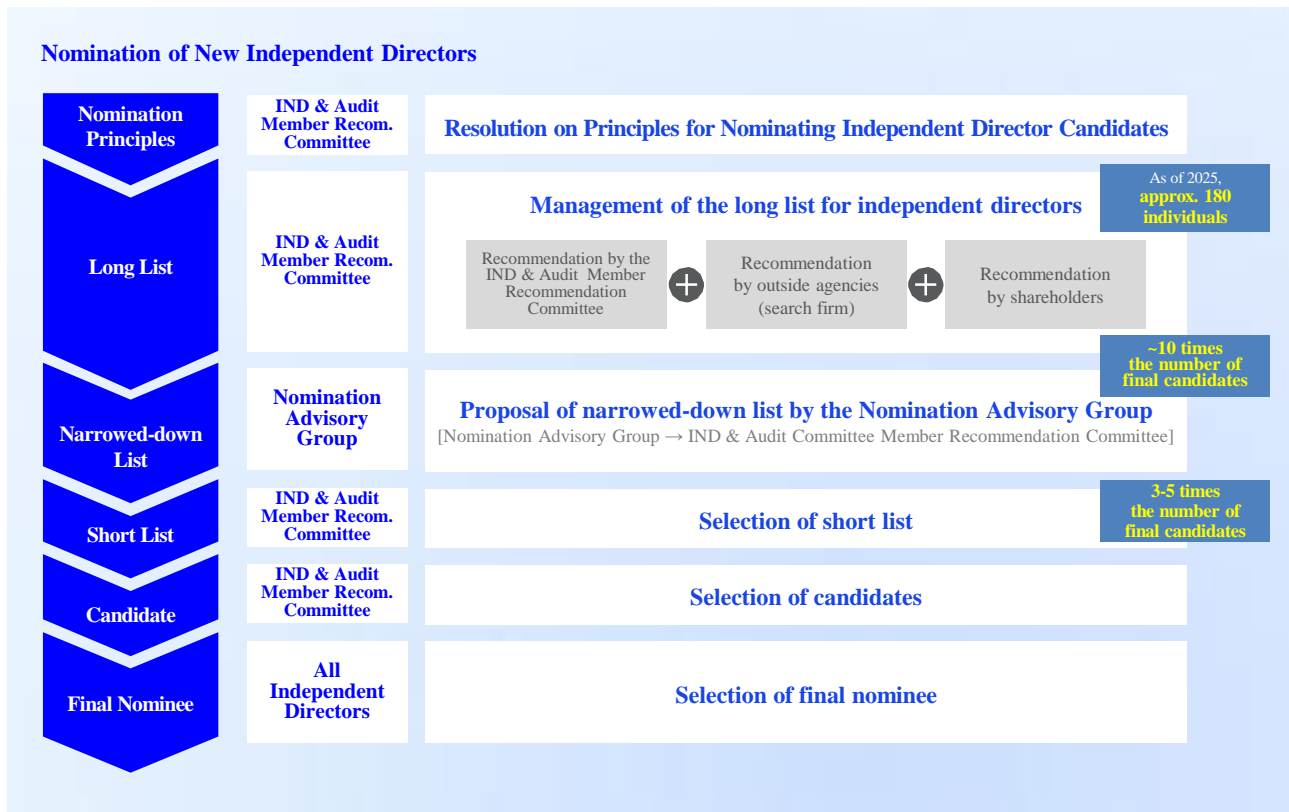 Nomination of New Independent Directors
Nomination
Principles
IND & Audit
Member Recom.
Committee
Resolution on Principles for Nominating Independent Director Candidates
Long List
IND & Audit
Member Recom.
Committee
Management of the long list for independent directors
As of 2025,
approx. 180
individuals
Recommendation by the
IND & Audit Member
Recommendation
Committee
+
Recommendation
by outside agencies
(search firm)
+
Recommendation
by shareholders
~10 times
the number of
final candidates
Narrowed-down
List
Nomination
Advisory
Group
Proposal of narrowed-down list by the Nomination Advisory Group
[Nomination Advisory Group → IND & Audit Committee Member Recommendation Committee]
Short List
IND & Audit
Member Recom.
Committee
Selection of short list
3-5 times
the number of
final candidates
Candidate
IND & Audit
Member Recom.
Committee
Selection of candidates
Final Nominee
All
Independent
Directors
Selection of final nominee